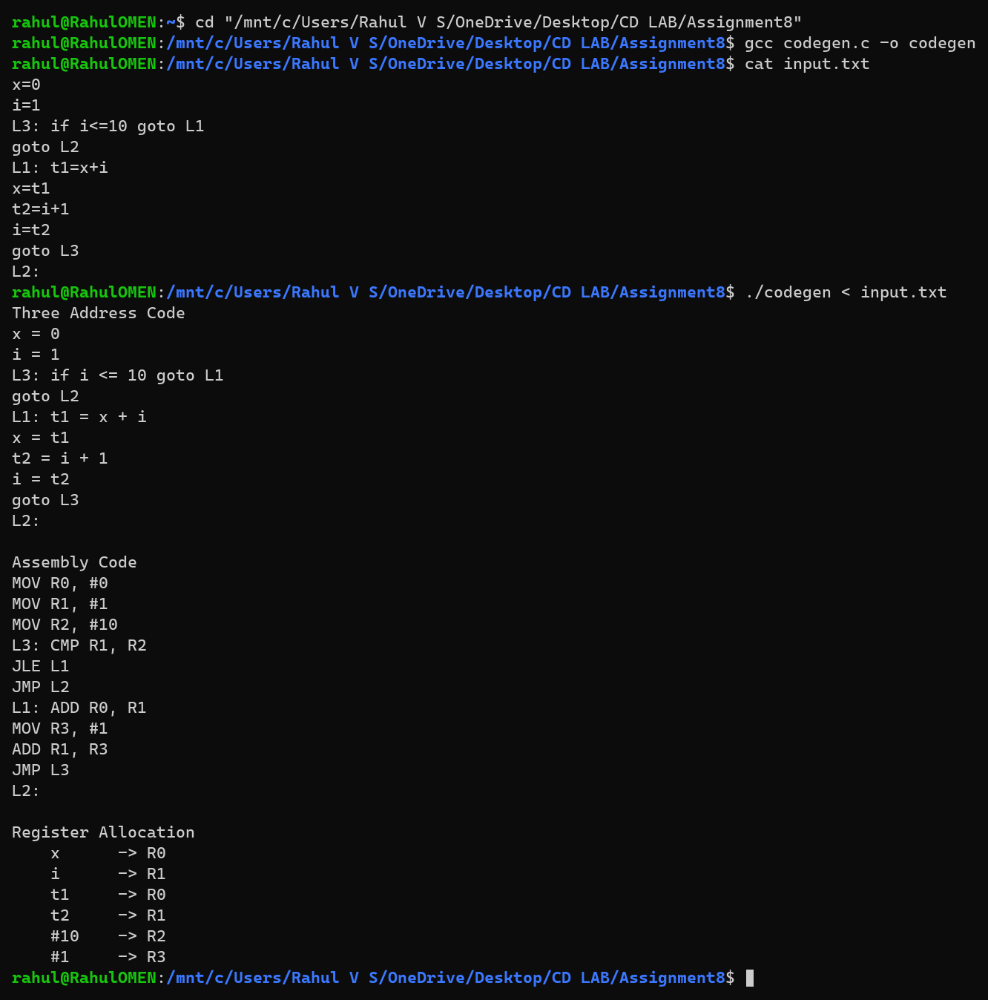 rahul@RahulOMEN:~$ cd "/mnt/c/Users/Rahul V S/OneDrive/Desktop/CD LAB/Assignment8"
rahul@RahulOMEN:/mnt/c/Users/Rahul V S/OneDrive/Desktop/CD LAB/Assignment8$ gcc codegen.c -o codegen
rahul@RahulOMEN:/mnt/c/Users/Rahul V S/OneDrive/Desktop/CD LAB/Assignment8$ cat input.txt
x=0
i=1
L3: if i<=10 goto L1
goto L2
L1: t1=x+i
x=t1
t2=i+1
i=t2
goto L3
L2:
rahul@RahulOMEN:/mnt/c/Users/Rahul V S/OneDrive/Desktop/CD LAB/Assignment8$ ./codegen < input.txt
Three Address Code
x = 0
i = 1
L3: if i <= 10 goto L1
goto L2
L1: t1 = x + i
x = t1
t2 = i + 1
i = t2
goto L3
L2:

Assembly Code
MOV R0, #0
MOV R1, #1
MOV R2, #10
L3: CMP R1, R2
JLE L1
JMP L2
L1: ADD R0, R1
MOV R3, #1
ADD R1, R3
JMP L3
L2:

Register Allocation
    x      -> R0
    i      -> R1
    t1     -> R0
    t2     -> R1
    #10    -> R2
    #1     -> R3
rahul@RahulOMEN:/mnt/c/Users/Rahul V S/OneDrive/Desktop/CD LAB/Assignment8$